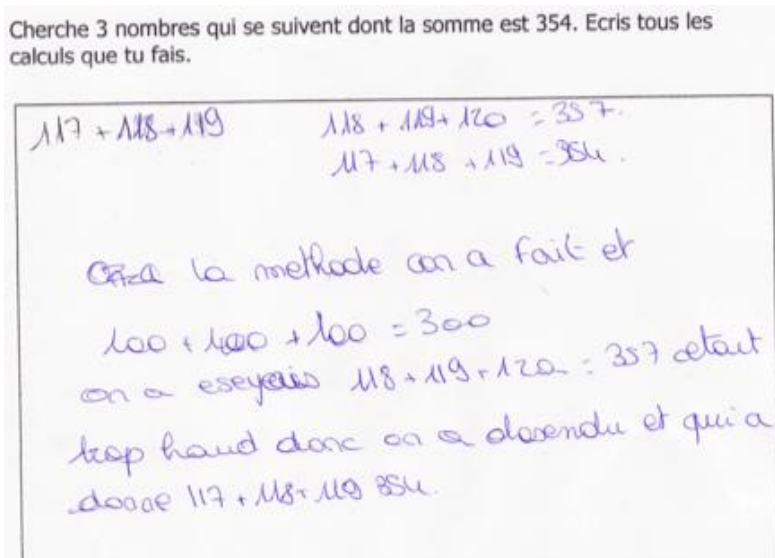 Cherche 3 nombres qui se suivent dont la somme est 354. Ecris tous les
calculs que tu fais.
117 + 118 + 119
118 + 119 + 120 = 357.
117 + 118 + 119 = 354.
la methode on a fait et
100 + 100 + 100 = 300
on a eseyais 118 + 119 + 120 = 357 cetait
trop haud donc on a desendu et qui a
donne 117 + 118 + 119 354.